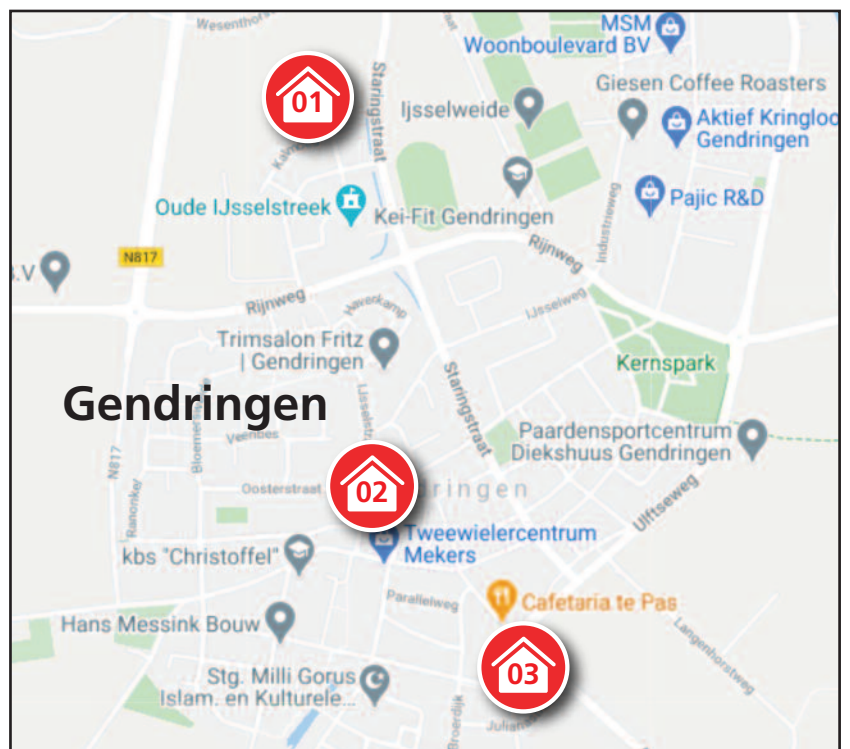 Wesenthorst
MSM
Woonboulevard BV
01
Staringstraat
Ijsselweide
Giesen Coffee Roasters
Aktief Kringloo
Gendringen
Oude IJsselstreek
Kei-Fit Gendringen
Pajic R&D
Industrieweg
N817
.V
Rijnweg
Rijnweg
Haverkamp
IJsselweg
Trimsalon Fritz
| Gendringen
Kernspark
Staringstraat
Gendringen
Veenbes
Paardensportcentrum
Diekshuus Gendringen
N817
Oosterstraat
02
ringen
Ulftseweg
Tweewielercentrum
Mekers
kbs "Christoffel"
Parallelweg
Cafetaria te Pas
Hans Messink Bouw
Langenhorstweg
03
Stg. Milli Gorus
Islam. en Kulturele...
Broerdijk